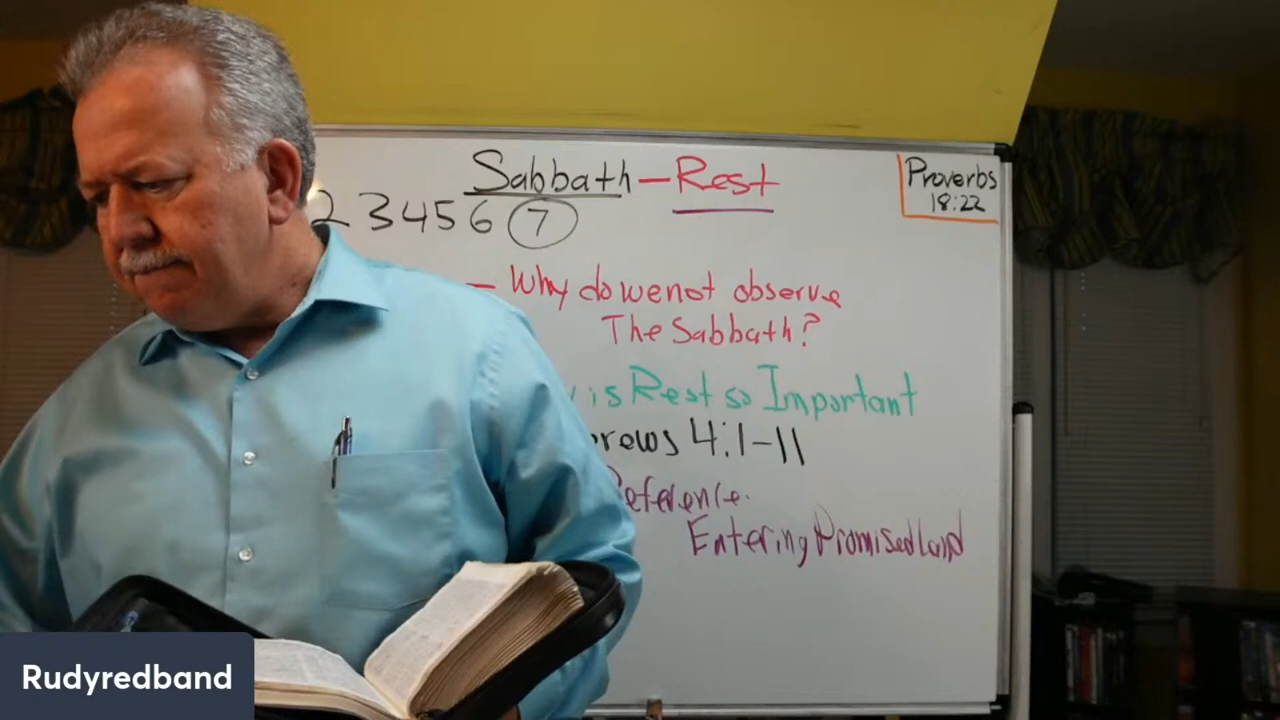 Sabbath - Rest
Proverbs
18:22
2 3 4 5 6 7
- Why do we not observe
The Sabbath?
is Rest so Important
rews 4:1-11
eference.
Entering Promised Land
Rudyredband